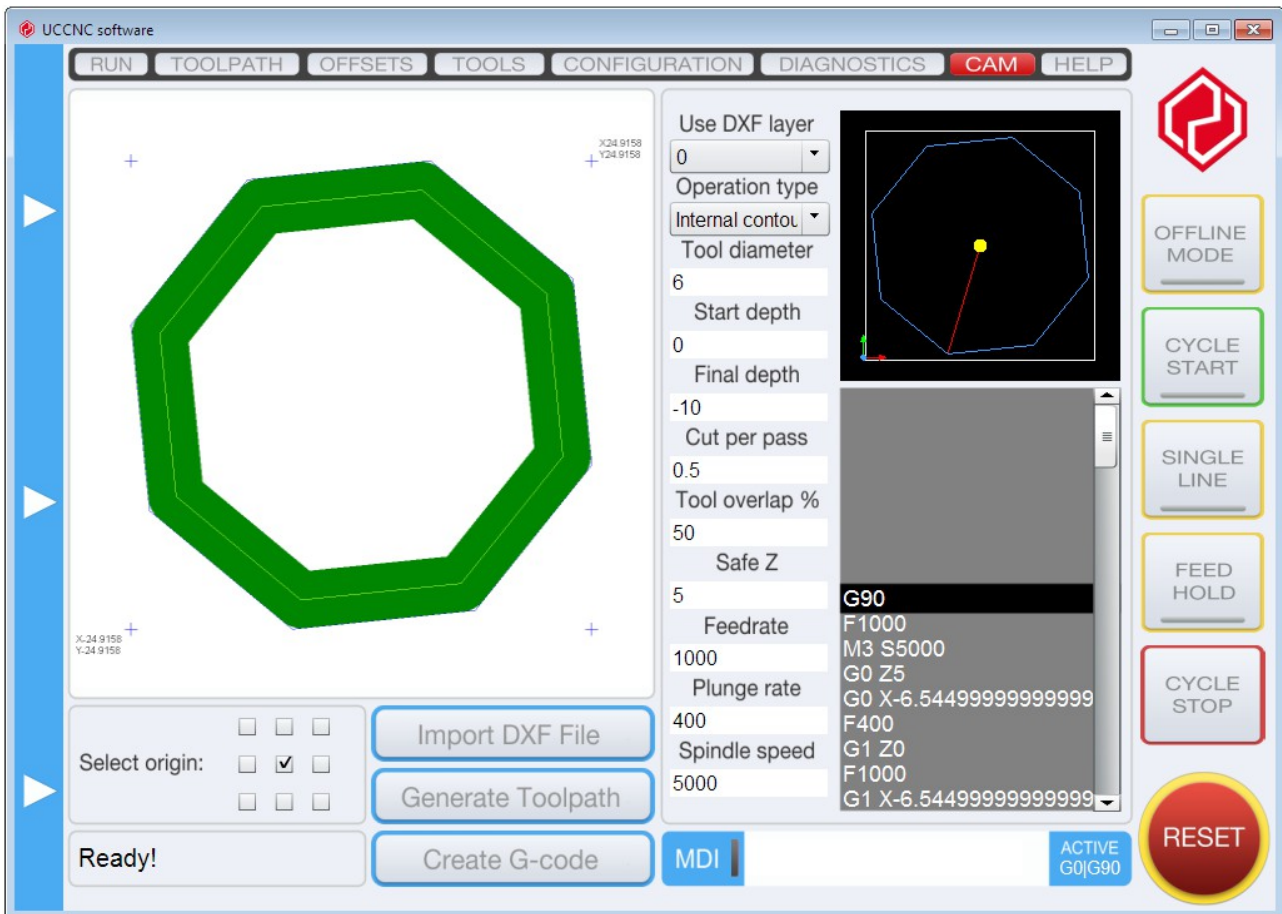 UCCNC software
RUN TOOLPATH OFFSETS TOOLS CONFIGURATION DIAGNOSTICS CAM HELP
X24.9158
Y24.9158
X-24.9158
Y-24.9158
Use DXF layer
0
Operation type
Internal contou
Tool diameter
6
Start depth
0
Final depth
-10
Cut per pass
0.5
Tool overlap %
50
Safe Z
5
Feedrate
1000
Plunge rate
400
Spindle speed
5000
G90
F1000
M3 S5000
G0 Z5
G0 X-6.54499999999999
F400
G1 Z0
F1000
G1 X-6.54499999999999
OFFLINE
MODE
CYCLE
START
SINGLE
LINE
FEED
HOLD
CYCLE
STOP
RESET
Select origin:
Import DXF File
Generate Toolpath
Create G-code
Ready!
MDI
ACTIVE
G0|G90